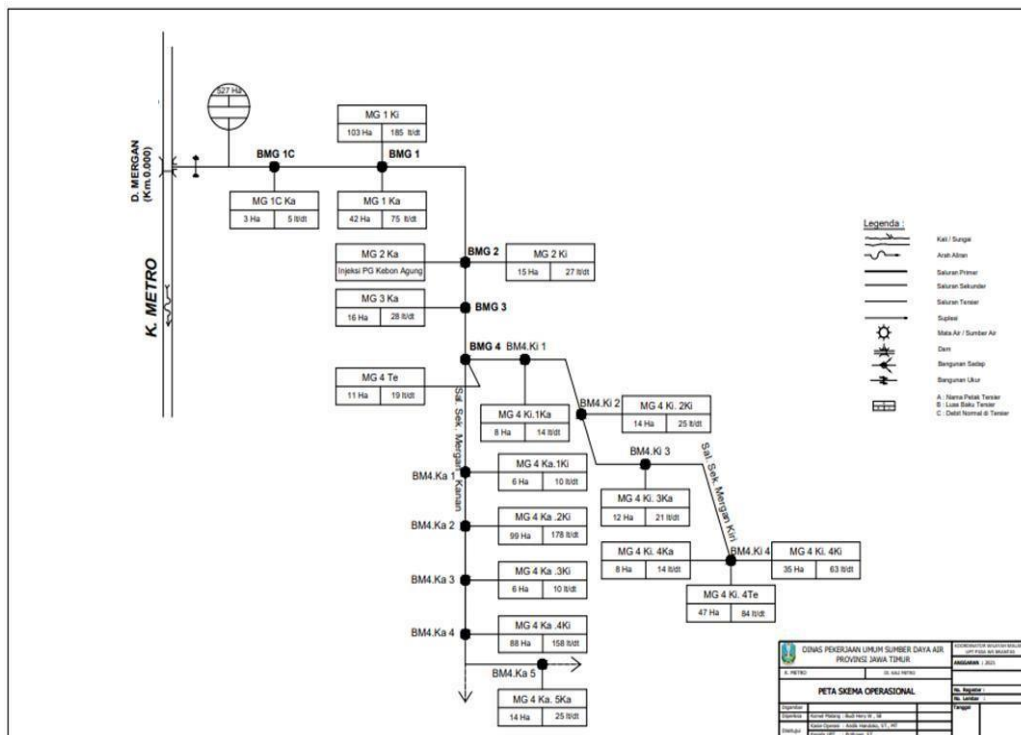 527 Ha
MG 1 Ki
103 Ha 185 lt/dt
D. MERGAN
(Km.0.000)
BMG 1C
BMG 1
MG 1C Ka
3 Ha 5 lt/dt
MG 1 Ka
42 Ha 75 lt/dt
K. METRO
MG 2 Ka
Injeksi PG Kebon Agung
BMG 2
MG 2 Ki
15 Ha 27 lt/dt
MG 3 Ka
16 Ha 28 lt/dt
BMG 3
BMG 4
BM4.Ki 1
MG 4 Te
11 Ha 19 lt/dt
Sal. Sek. Mergan Kanan
MG 4 Ki.1Ka
8 Ha 14 lt/dt
BM4.Ki 2
MG 4 Ki. 2Ki
14 Ha 25 lt/dt
BM4.Ki 3
MG 4 Ki. 3Ka
12 Ha 21 lt/dt
Sal. Sek. Mergan Kiri
BM4.Ka 1
MG 4 Ka.1Ki
6 Ha 10 lt/dt
BM4.Ka 2
MG 4 Ka .2Ki
99 Ha 178 lt/dt
MG 4 Ki. 4Ka
8 Ha 14 lt/dt
BM4.Ki 4
MG 4 Ki. 4Ki
35 Ha 63 lt/dt
MG 4 Ki. 4Te
47 Ha 84 lt/dt
BM4.Ka 3
MG 4 Ka .3Ki
6 Ha 10 lt/dt
BM4.Ka 4
MG 4 Ka .4Ki
88 Ha 158 lt/dt
BM4.Ka 5
MG 4 Ka. 5Ka
14 Ha 25 lt/dt
Legenda :
Kali / Sungai
Arah Aliran
Saluran Primer
Saluran Sekunder
Saluran Tersier
Suplesi
Mata Air / Sumber Air
Dam
Bangunan Sadap
Bangunan Ukur
A : Nama Petak Tersier
B : Luas Baku Tersier
C : Debit Normal di Tersier
DINAS PEKERJAAN UMUM SUMBER DAYA AIR
PROVINSI JAWA TIMUR
K. METRO
PETA SKEMA OPERASIONAL
ANGGARAN :
No. Register :
No. Lembar :
Tanggal
Digambar
Diperiksa